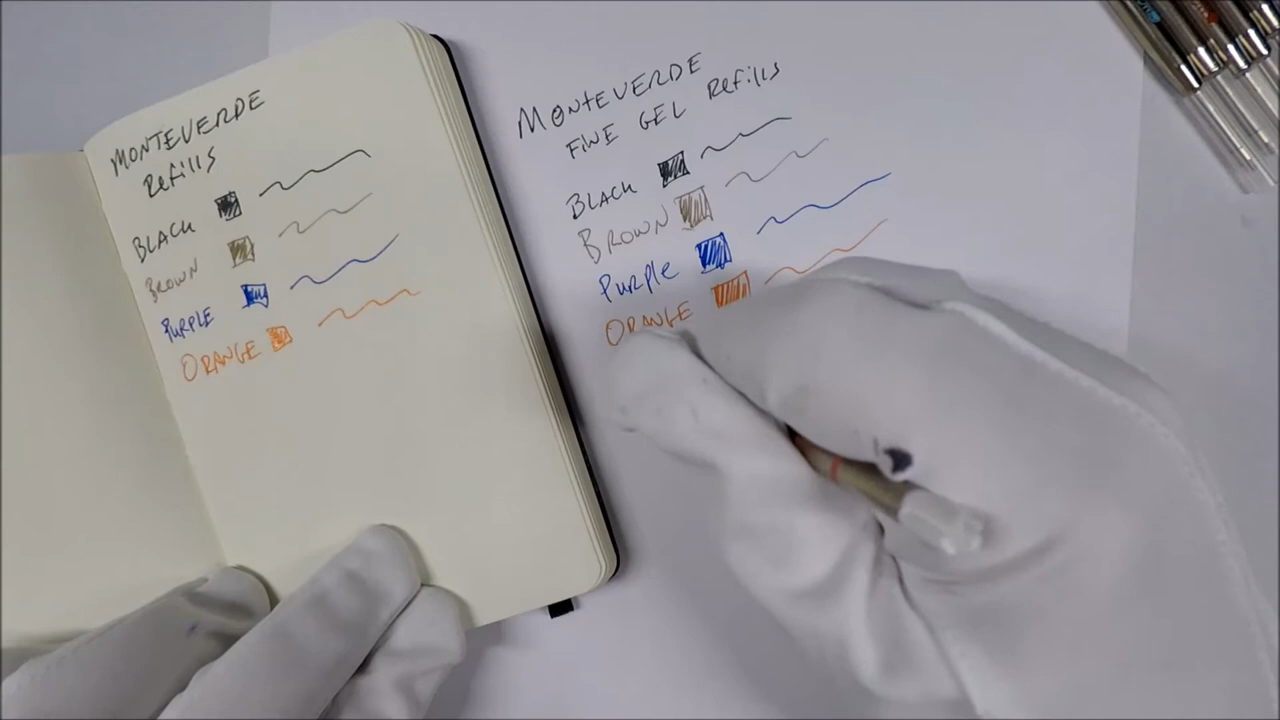 MONTEVERDE
Refills
BLACK
BROWN
PURPLE
ORANGE
MONTEVERDE
FINE GEL Refills
BLACK
BROWN
PURPLE
ORANGE